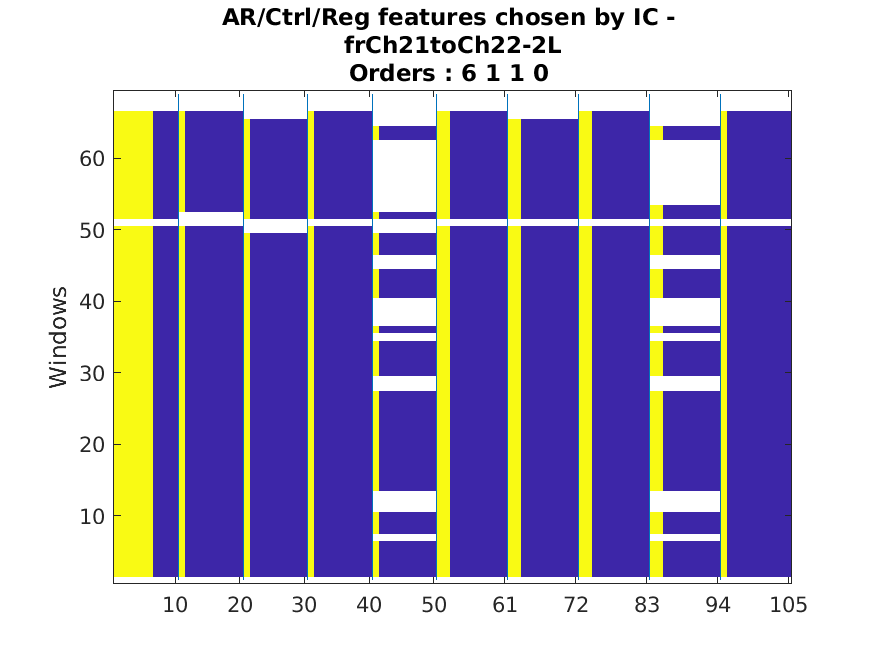 AR/Ctrl/Reg features chosen by IC -
frCh21toCh22-2L
Orders : 6 1 1 0
Windows
60
50
40
30
20
10
10 20 30 40 50 61 72 83 94 105